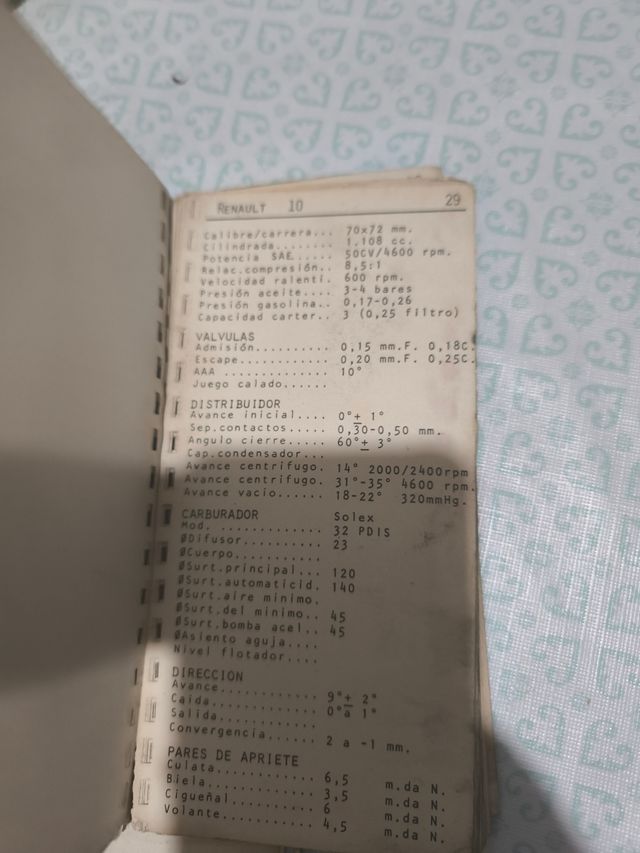 RENAULT 10 29
Calibre/carrera... 70x72 mm.
Cilindrada........ 1.108 cc.
Potencia SAE..... 50CV/4600 rpm.
Relac.compresión.. 8,5:1
Velocidad ralenti. 600 rpm.
Presión aceite.... 3-4 bares
Presión gasolina.. 0,17-0,26
Capacidad carter.. 3 (0,25 filtro)
VALVULAS
Admisión.......... 0,15 mm.F. 0,18C.
Escape............ 0,20 mm.F. 0,25C.
AAA .............. 10°
Juego calado......
DISTRIBUIDOR
Avance inicial.... 0°± 1°
Sep.contactos..... 0,30-0,50 mm.
Angulo cierre..... 60°± 3°
Cap.condensador...
Avance centrifugo. 14° 2000/2400rpm
Avance centrifugo. 31°-35° 4600 rpm.
Avance vacio...... 18-22° 320mmHg.
CARBURADOR Solex
Mod. ............. 32 PDIS
ØDifusor.......... 23
ØCuerpo...........
ØSurt.principal... 120
ØSurt.automaticid. 140
ØSurt.aire minimo.
ØSurt.del minimo.. 45
ØSurt.bomba acel.. 45
ØAsiento aguja....
Nivel flotador....
DIRECCION
Avance............ 9°± 2°
Caida............. 0°a 1°
Salida............
Convergencia...... 2 a -1 mm.
PARES DE APRIETE
Culata............ 6,5 m.da N.
Biela............. 3,5 m.da N.
Cigueñal.......... 6 m.da N.
Volante........... 4,5 m.da N.